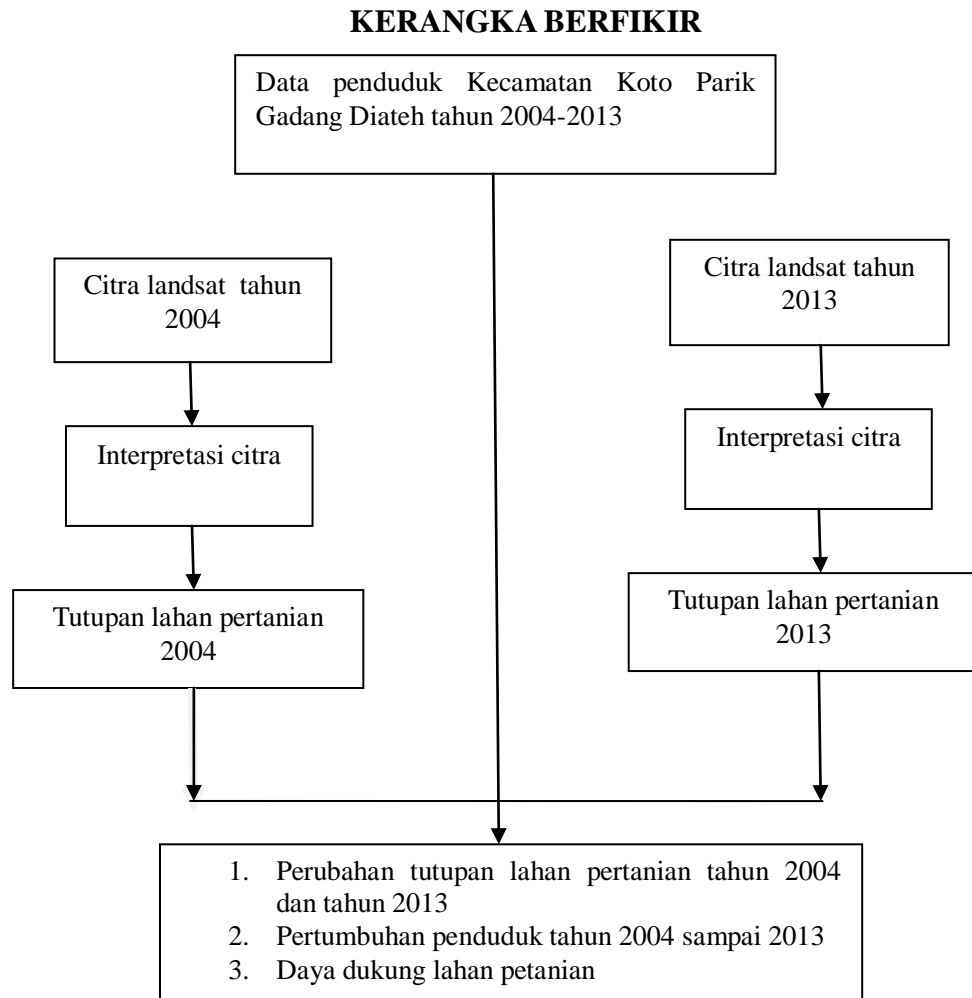 KERANGKA BERFIKIR
Data penduduk Kecamatan Koto Parik
Gadang Diateh tahun 2004-2013
Citra landsat tahun
2004
Citra landsat tahun
2013
Interpretasi citra
Interpretasi citra
Tutupan lahan pertanian
2004
Tutupan lahan pertanian
2013
1. Perubahan tutupan lahan pertanian tahun 2004
dan tahun 2013
2. Pertumbuhan penduduk tahun 2004 sampai 2013
3. Daya dukung lahan petanian